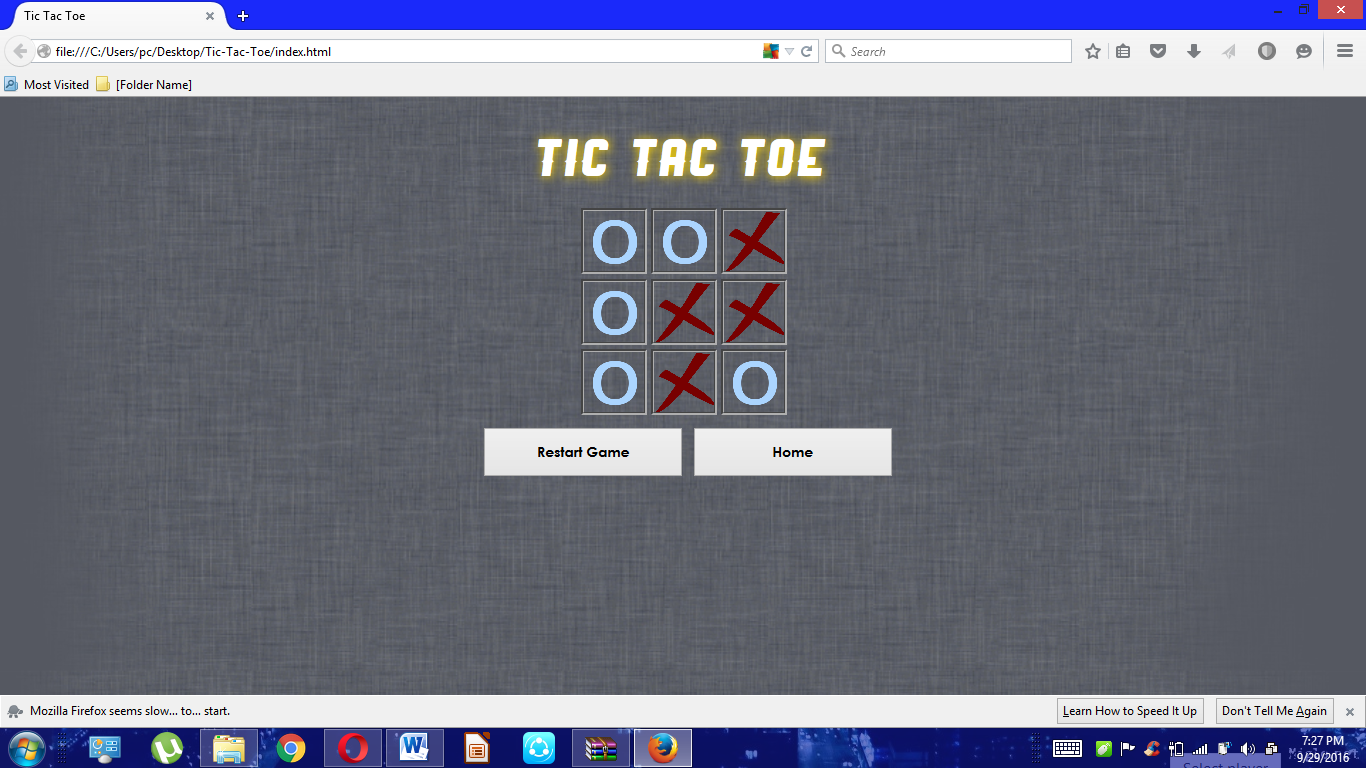 Tic Tac Toe
file:///C:/Users/pc/Desktop/Tic-Tac-Toe/index.html
Search
Most Visited
[Folder Name]
TIC TAC TOE
O O X
O X X
O X O
Restart Game
Home
Mozilla Firefox seems slow... to... start.
Learn How to Speed It Up
Don't Tell Me Again
7:27 PM
9/29/2016
Select player